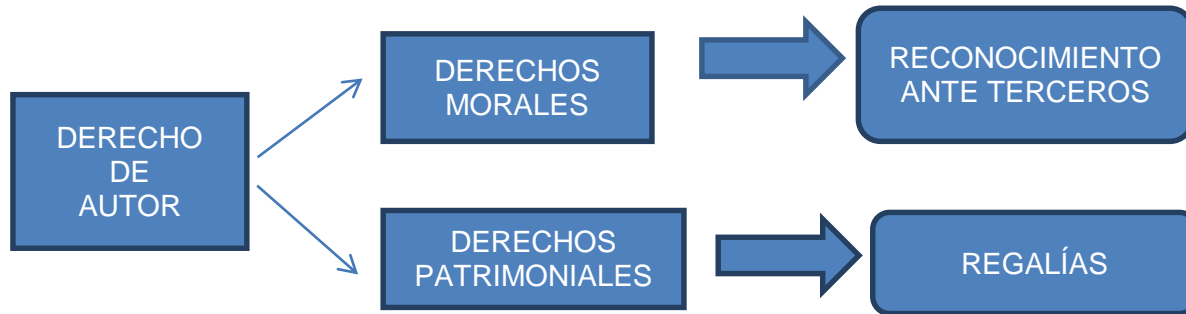 DERECHO
DE
AUTOR
DERECHOS
MORALES
RECONOCIMIENTO
ANTE TERCEROS
DERECHOS
PATRIMONIALES
REGALÍAS